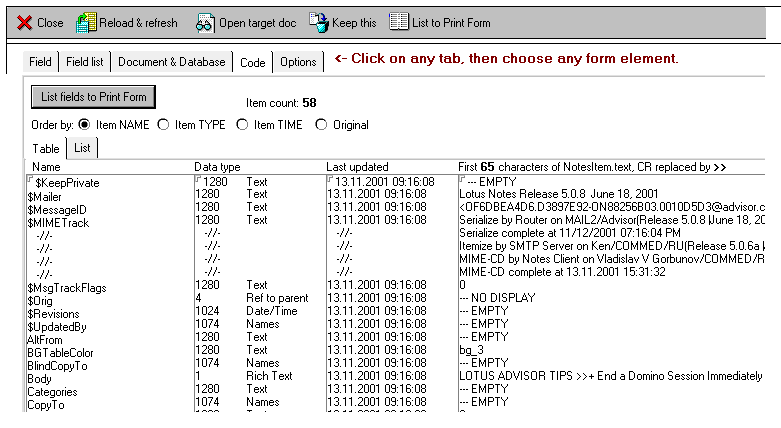 Close Reload & refresh Open target doc Keep this List to Print Form
Field Field list Document & Database Code Options <- Click on any tab, then choose any form element.
List fields to Print Form Item count: 58
Order by: Item NAME Item TYPE Item TIME Original
Table List
Name Data type Last updated First 65 characters of NotesItem.text, CR replaced by >>
$KeepPrivate 1280 Text 13.11.2001 09:16:08 --- EMPTY
$Mailer 1280 Text 13.11.2001 09:16:08 Lotus Notes Release 5.0.8 June 18, 2001
$MessageID 1280 Text 13.11.2001 09:16:08 <OF6DBEA4D6.D3897E92-ON88256B03.0010D5D3@advisor.c
$MIMETrack 1280 Text 13.11.2001 09:16:08 Serialize by Router on MAIL2/Advisor(Release 5.0.8 |June 18, 20
-//- -//- -//- -//- Serialize complete at 11/12/2001 07:16:04 PM
-//- -//- -//- -//- Itemize by SMTP Server on Ken/COMMED/RU(Release 5.0.6a |
-//- -//- -//- -//- MIME-CD by Notes Client on Vladislav V Gorbunov/COMMED/R
-//- -//- -//- -//- MIME-CD complete at 13.11.2001 15:31:32
$MsgTrackFlags 1280 Text 13.11.2001 09:16:08 0
$Orig 4 Ref to parent 13.11.2001 09:16:08 --- NO DISPLAY
$Revisions 1024 Date/Time 13.11.2001 09:16:08 --- EMPTY
$UpdatedBy 1074 Names 13.11.2001 09:16:08 --- EMPTY
AltFrom 1280 Text 13.11.2001 09:16:08 --- EMPTY
BGTableColor 1280 Text 13.11.2001 09:16:08 bg_3
BlindCopyTo 1074 Names 13.11.2001 09:16:08 --- EMPTY
Body 1 Rich Text 13.11.2001 09:16:08 LOTUS ADVISOR TIPS >>+ End a Domino Session Immediately
Categories 1280 Text 13.11.2001 09:16:08 --- EMPTY
CopyTo 1074 Names 13.11.2001 09:16:08 --- EMPTY